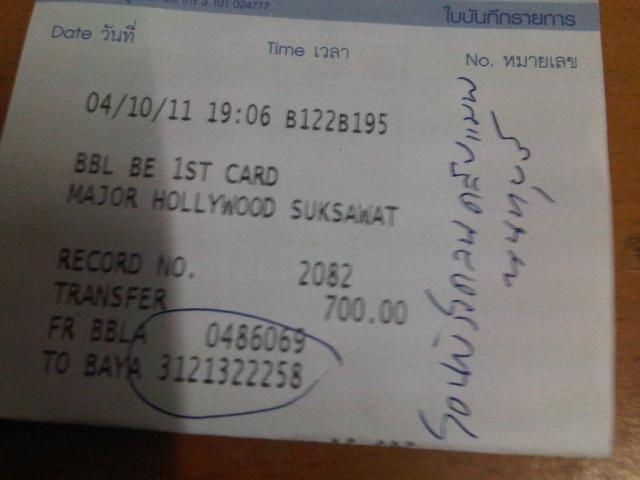 ใบบันทึกรายการ
Date วันที่ Time เวลา No. หมายเลข
04/10/11 19:06 B122B195
BBL BE 1ST CARD
MAJOR HOLLYWOOD SUKSAWAT
RECORD NO. 2082
TRANSFER 700.00
FR BBLA 0486069
TO BAYA 3121322258